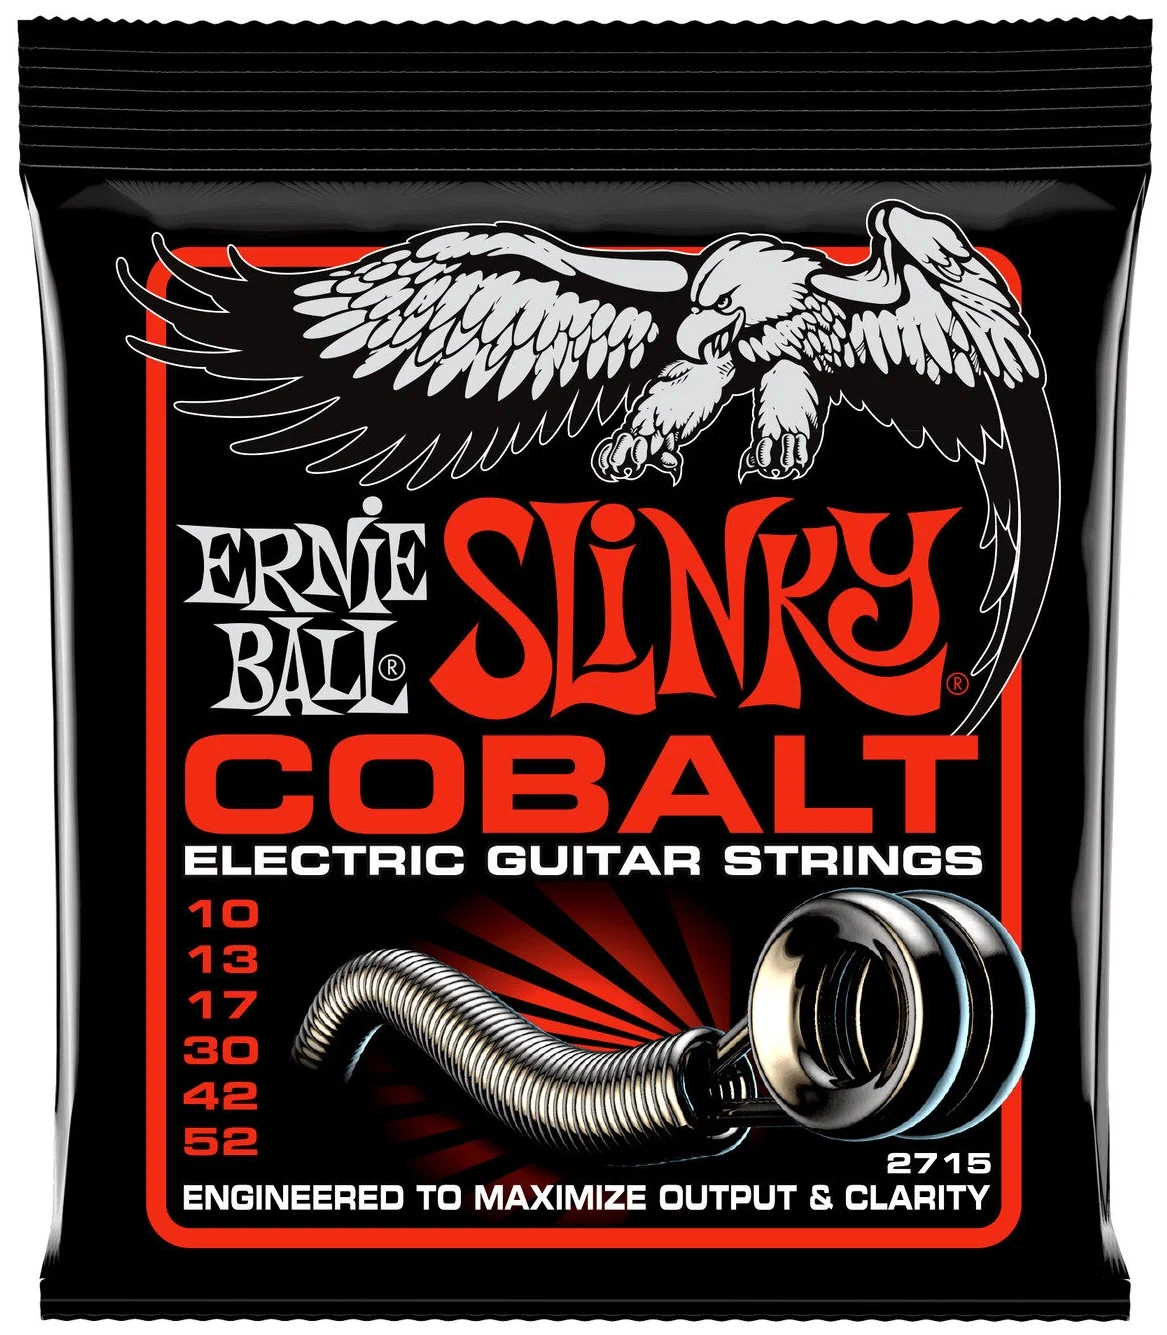 ERNiE
BALL®
SLiNKY®
COBALT
ELECTRIC GUITAR STRINGS
10
13
17
30
42
52
2715
ENGINEERED TO MAXIMIZE OUTPUT & CLARITY